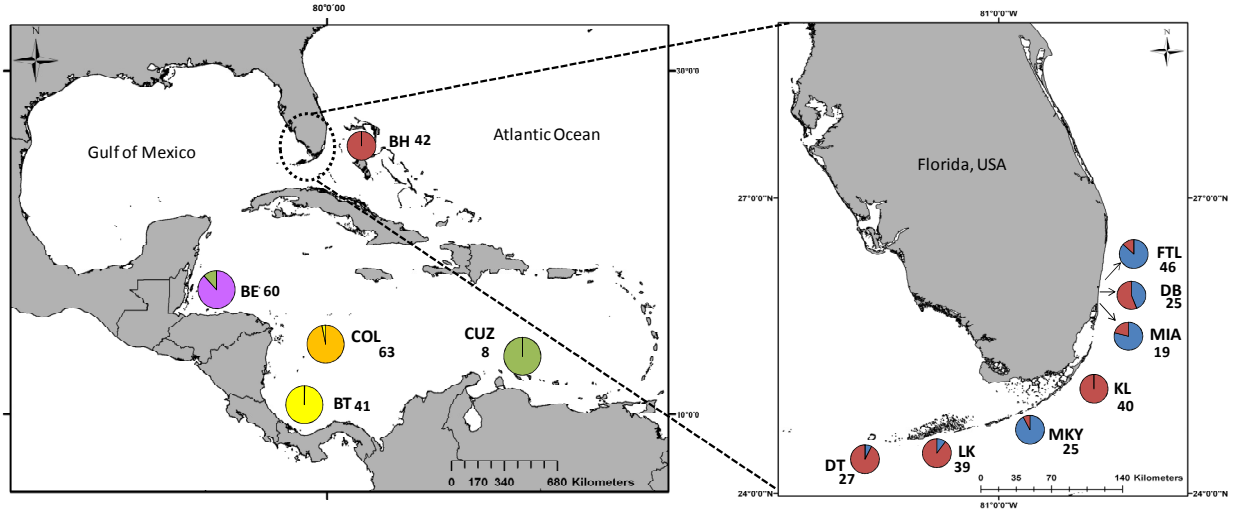 80°0'0"
N
30°0'0
Gulf of Mexico
Atlantic Ocean
BH 42
BE 60
COL
63
CUZ
8
BT 41
10°0'0
0 170 340 680 Kilometers
81°0'0"W
N
Florida, USA
27°0'0"N
27°0'0"N
FTL
46
DB
25
MIA
19
KL
40
MKY
25
LK
39
DT
27
0 35 70 140 Kilometers
24°0'0"N
24°0'0"N
81°0'0"W